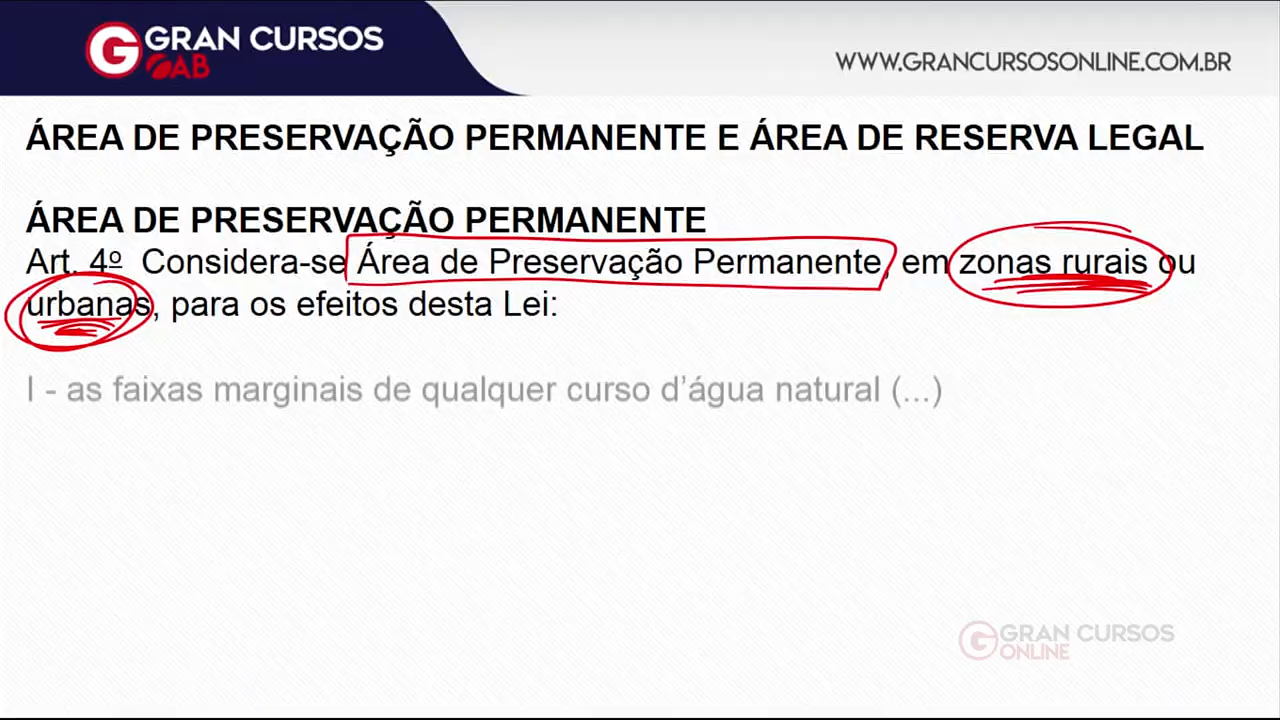 GRAN CURSOS
OAB
WWW.GRANCURSOSONLINE.COM.BR
ÁREA DE PRESERVAÇÃO PERMANENTE E ÁREA DE RESERVA LEGAL
ÁREA DE PRESERVAÇÃO PERMANENTE
Art. 4º Considera-se Área de Preservação Permanente, em zonas rurais ou
urbanas, para os efeitos desta Lei:
I - as faixas marginais de qualquer curso d’água natural (...)
GRAN CURSOS
ONLINE